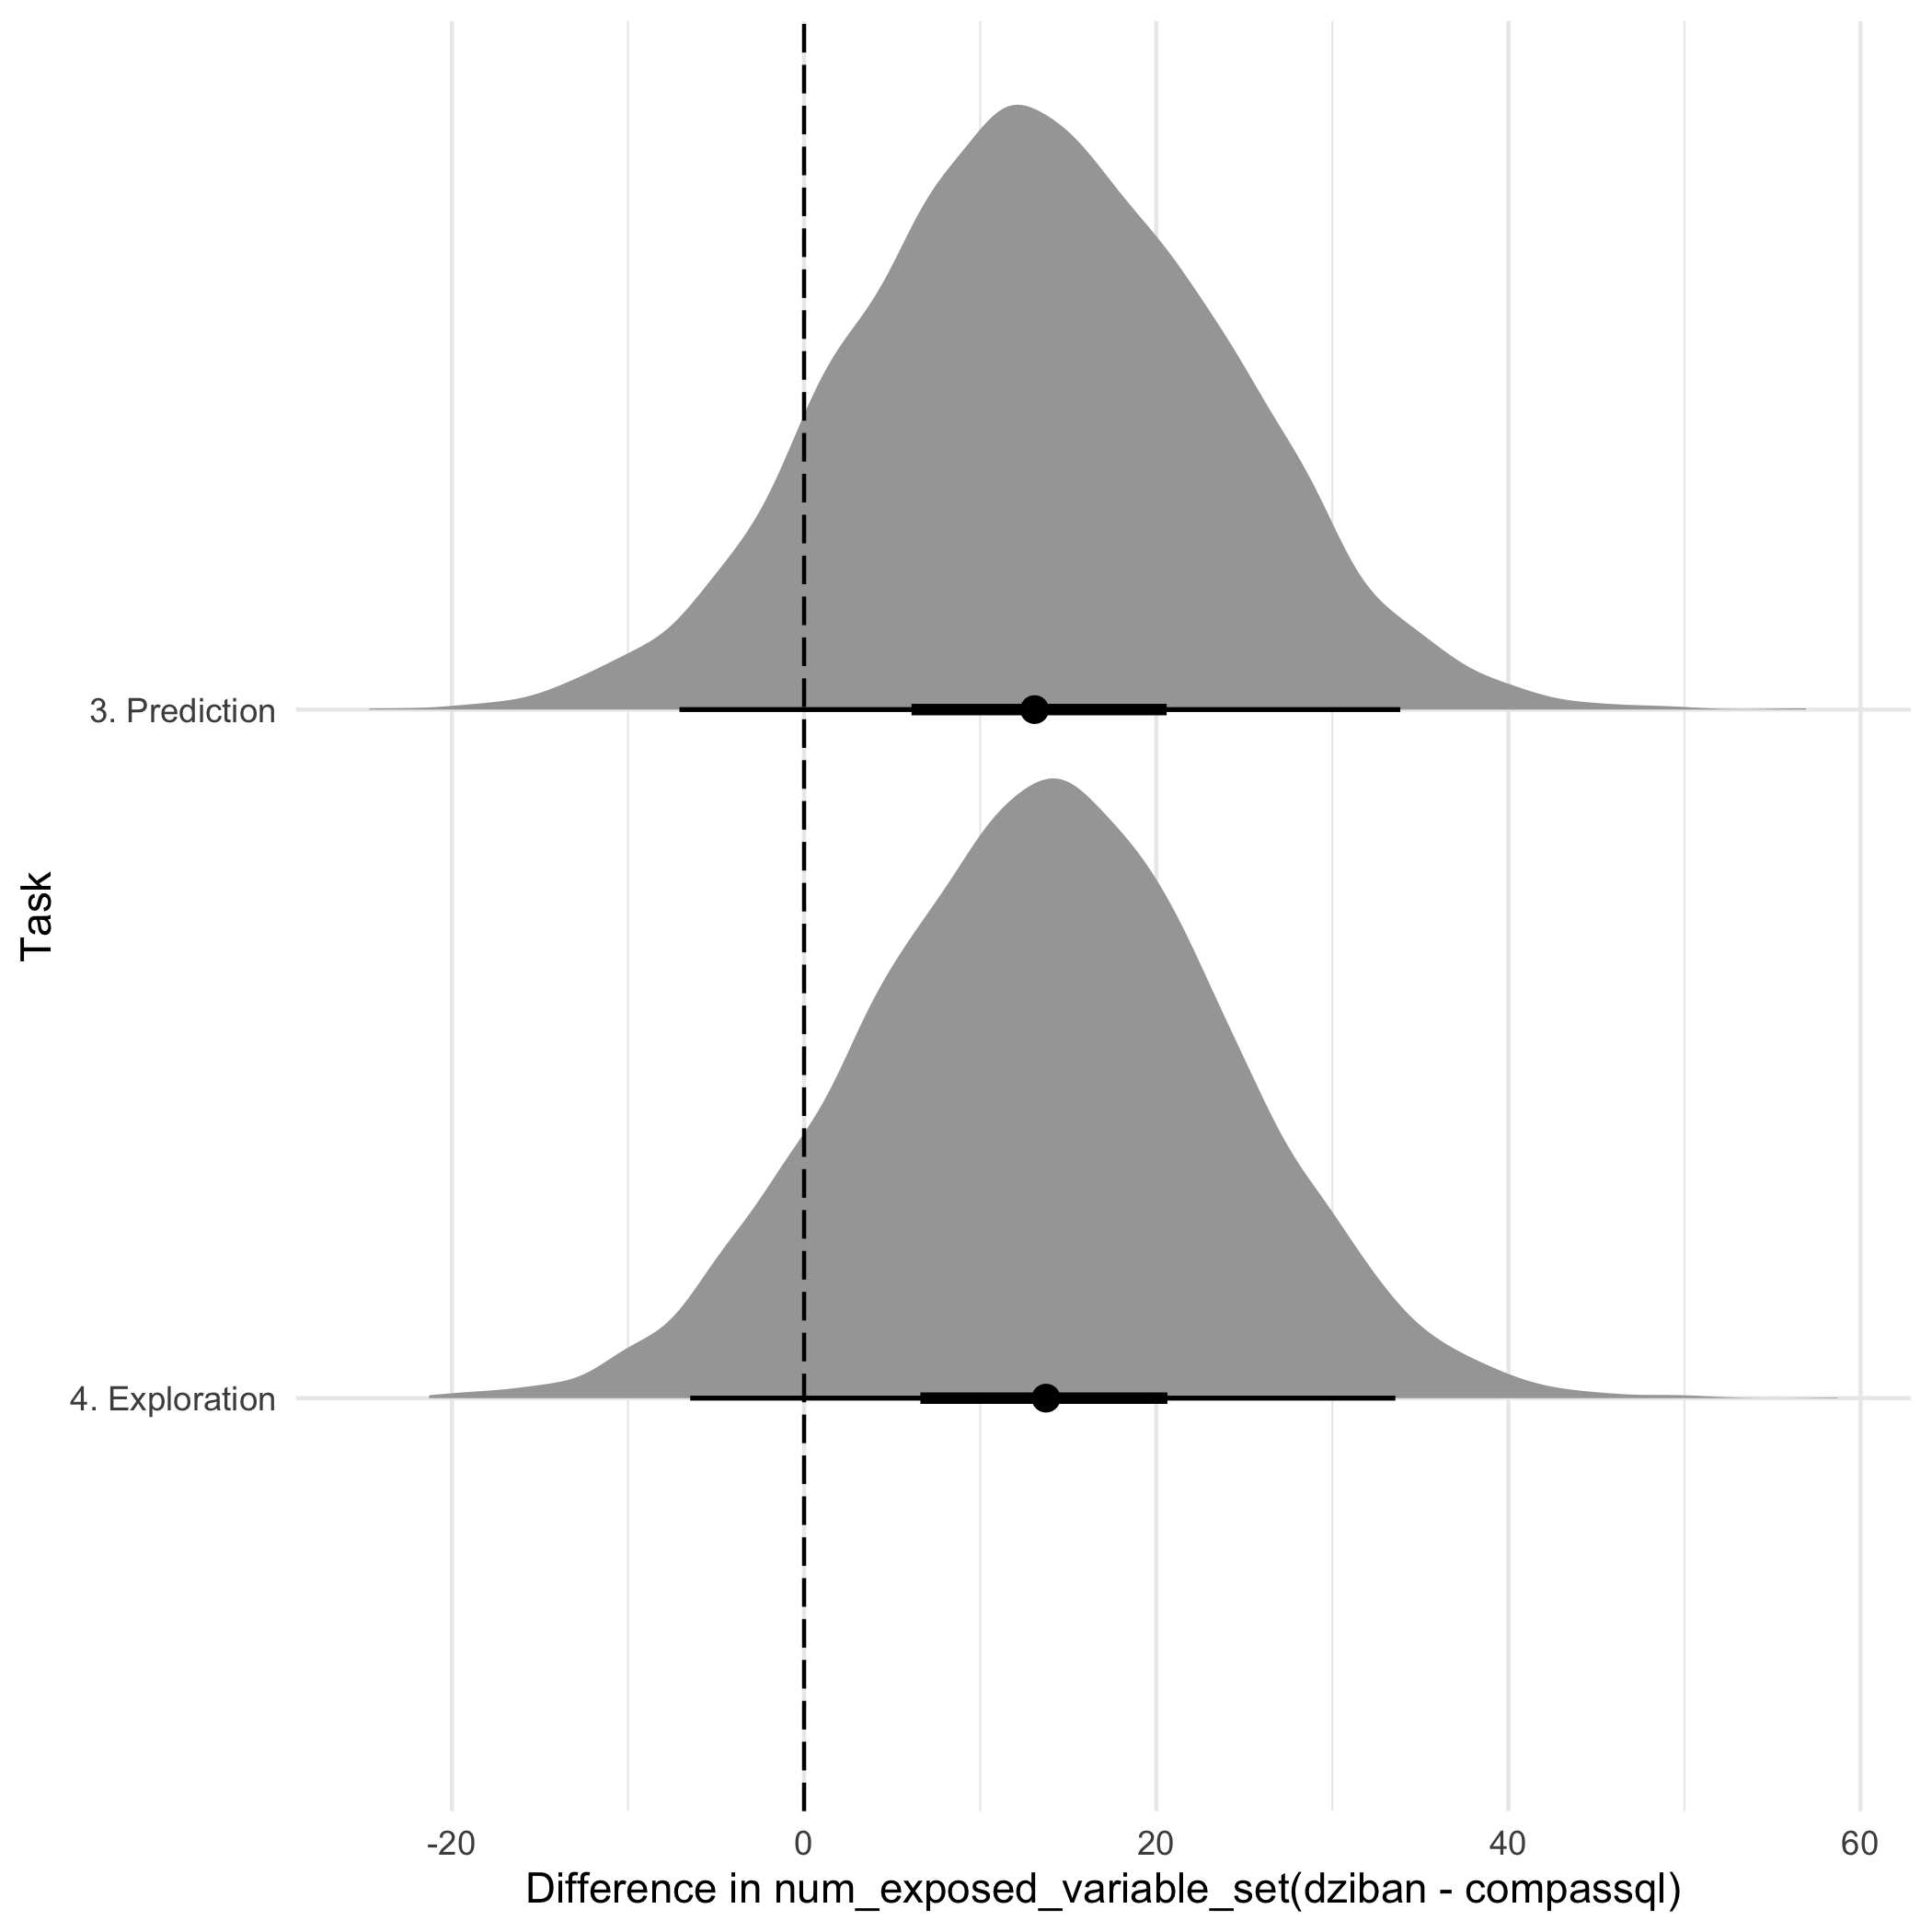 3. Prediction
Task
4. Exploration
-20 0 20 40 60
Difference in num_exposed_variable_set(dziban - compassql)